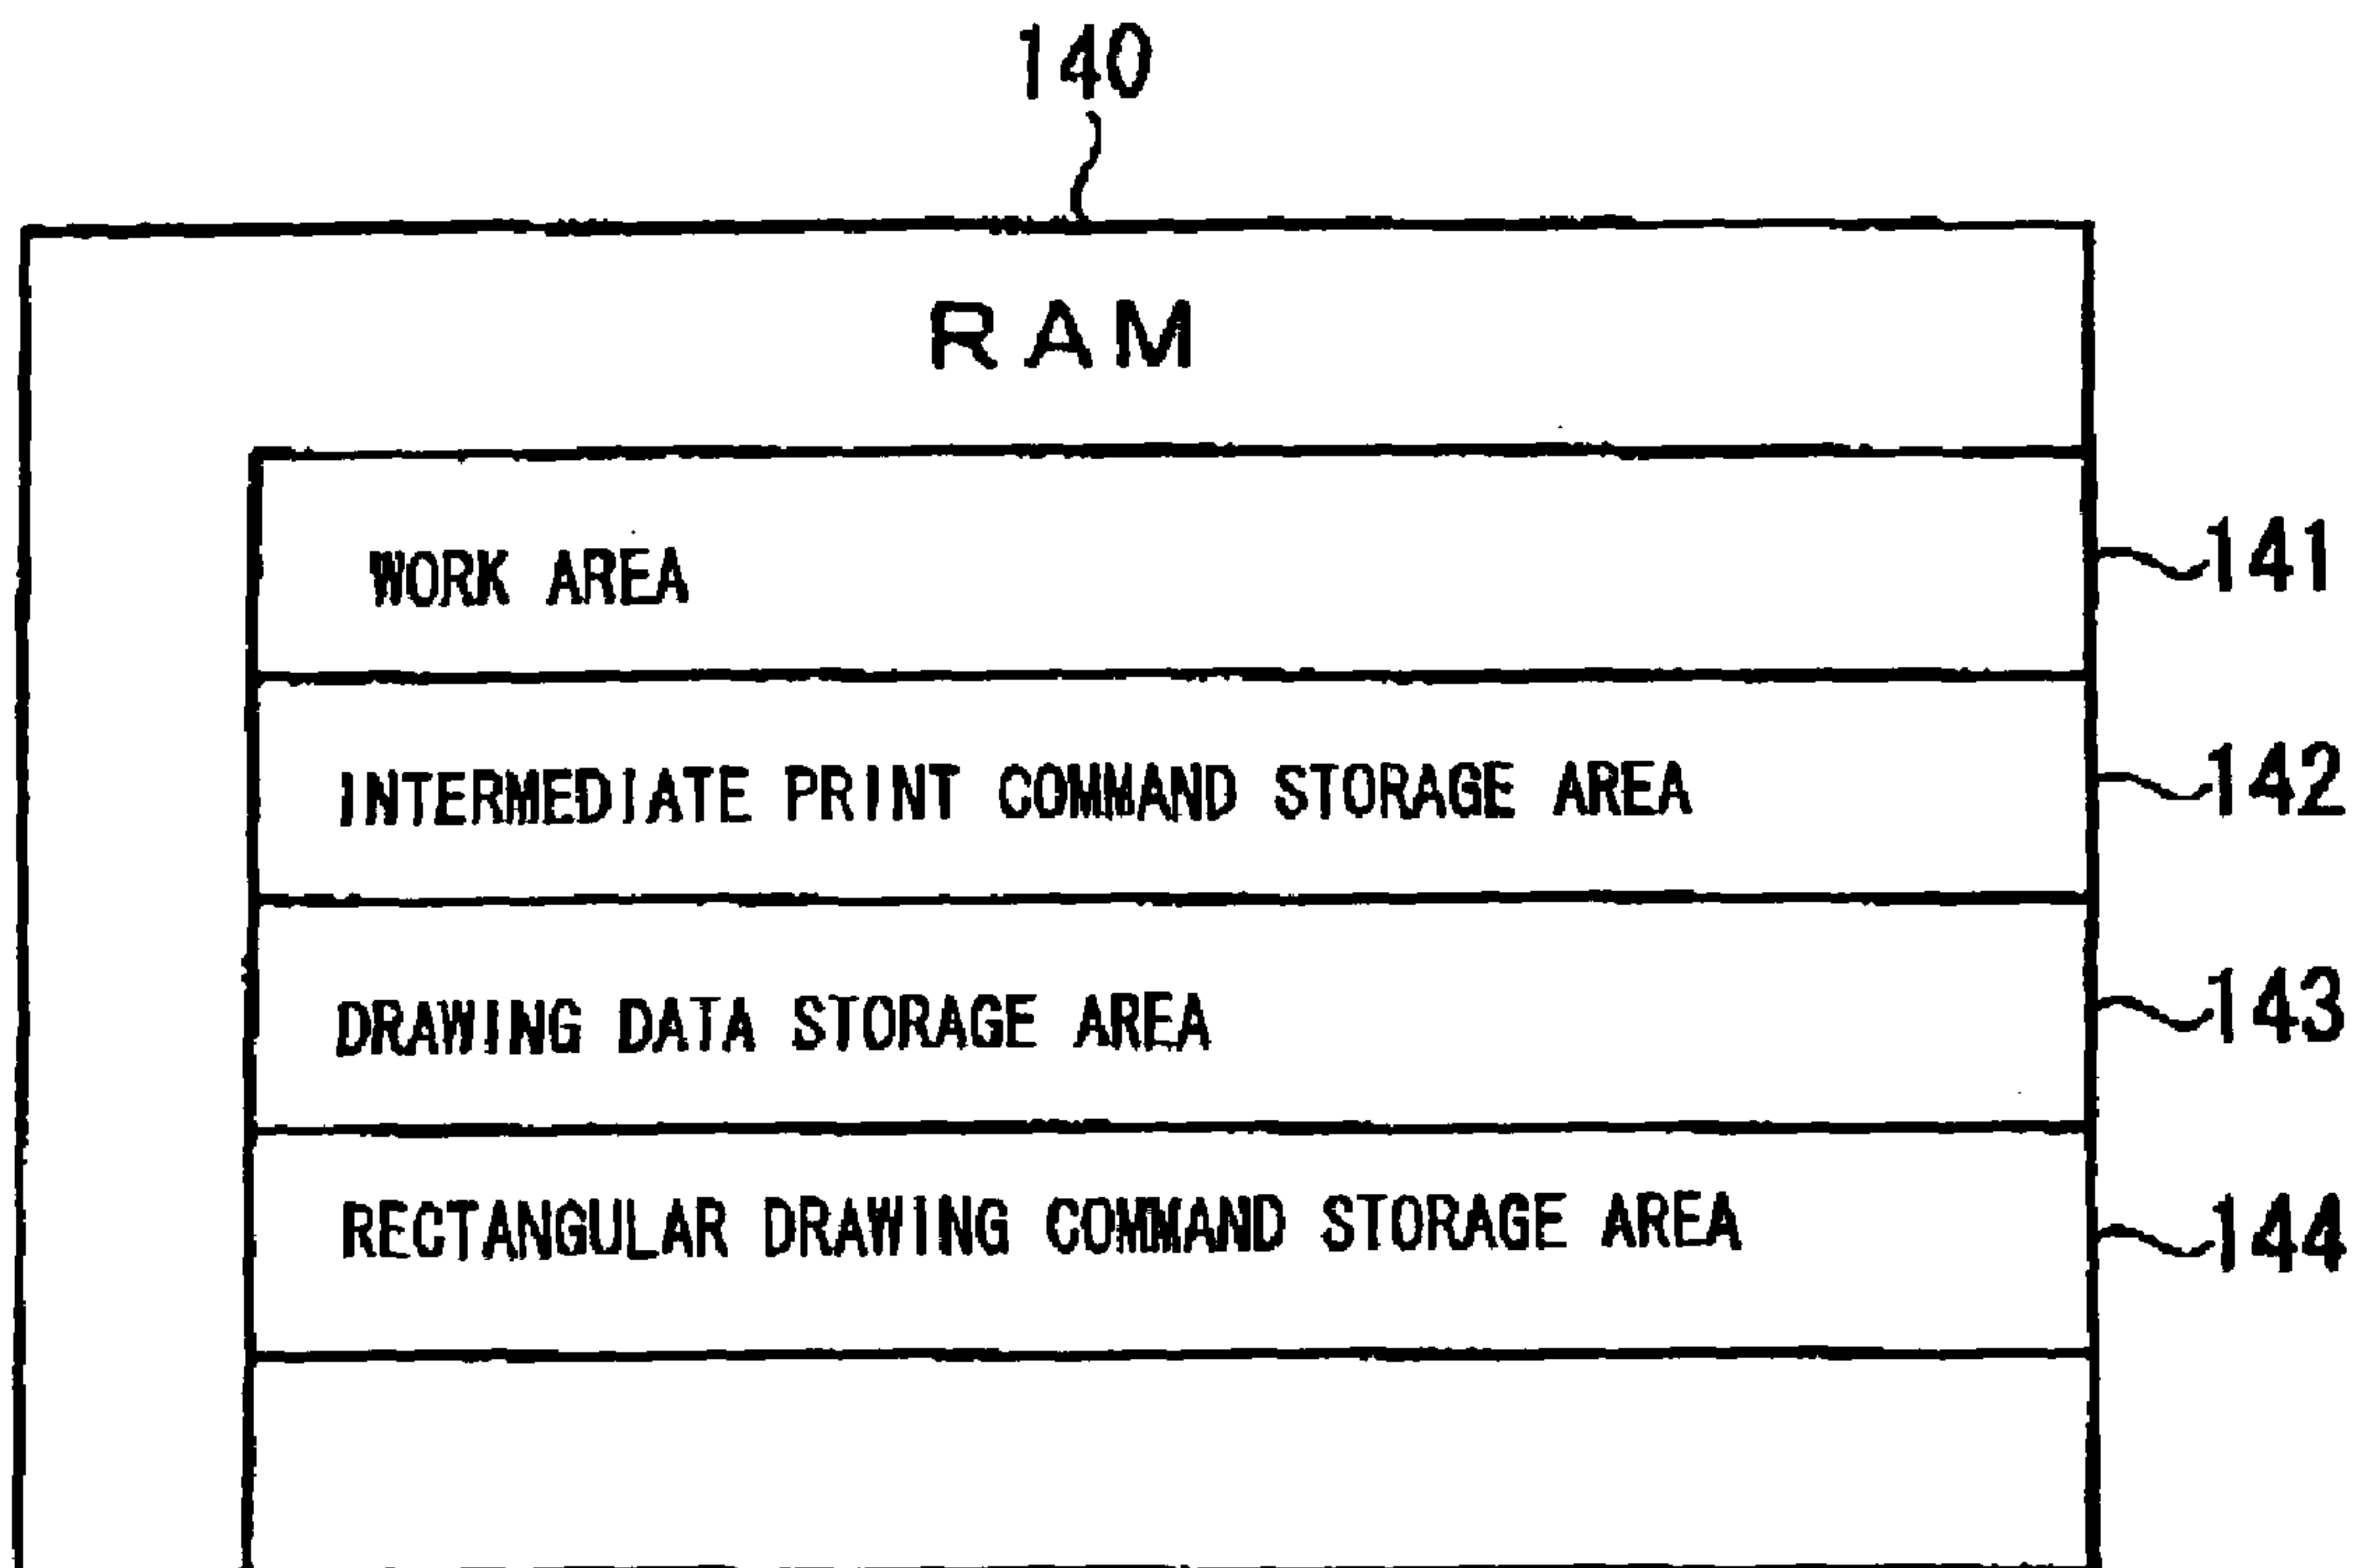 140
RAM
WORK AREA
141
INTERMEDIATE PRINT COMMAND STORAGE AREA
142
DRAWING DATA STORAGE AREA
143
RECTANGULAR DRAWING COMMAND STORAGE AREA
144